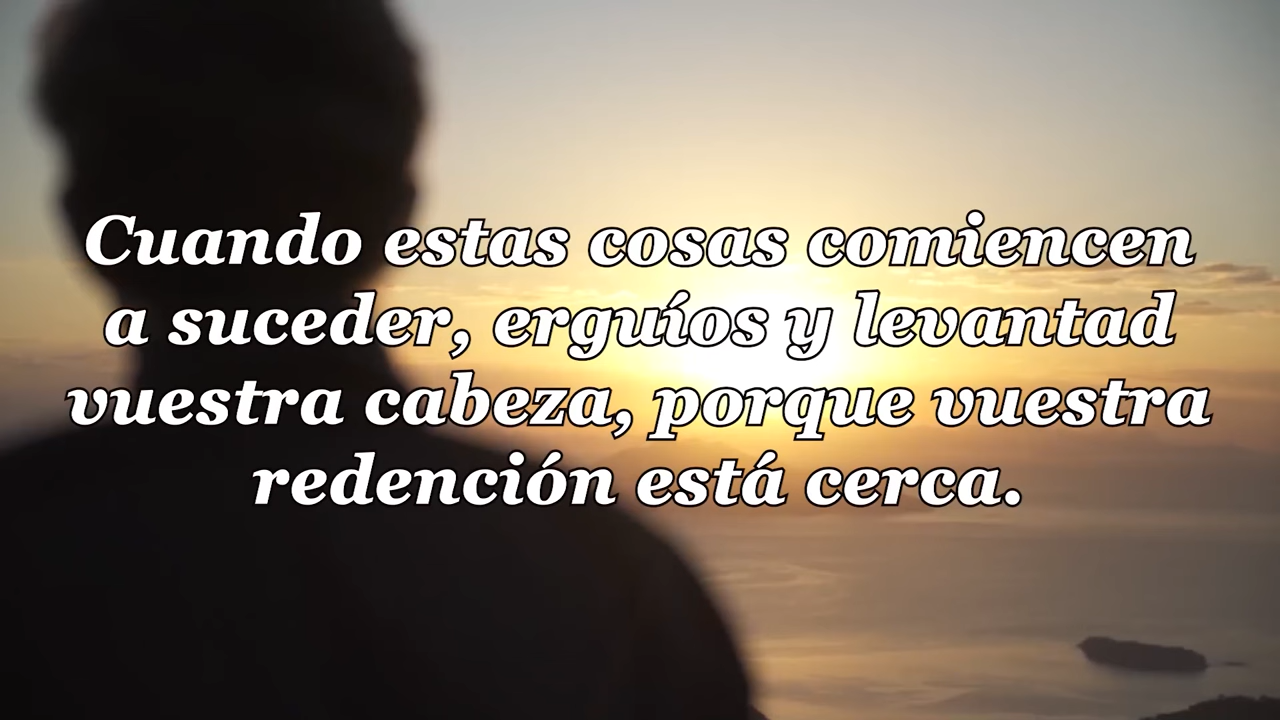 Cuando estas cosas comiencen
a suceder, erguíos y levantad
vuestra cabeza, porque vuestra
redención está cerca.